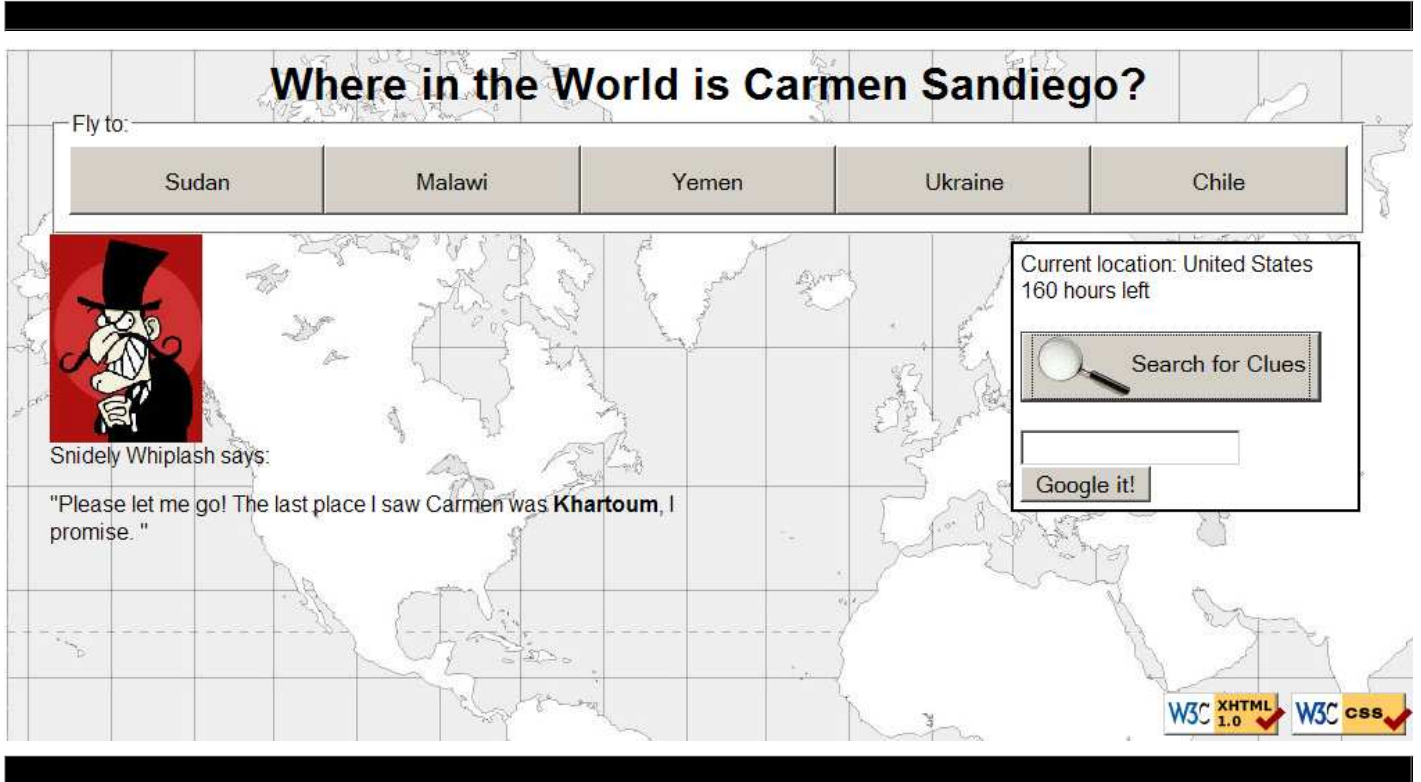 Where in the World is Carmen Sandiego?
Fly to:
Sudan Malawi Yemen Ukraine Chile
Current location: United States
160 hours left
Search for Clues
Google it!
Snidely Whiplash says:
"Please let me go! The last place I saw Carmen was Khartoum, I
promise. "
W3C XHTML 1.0 W3C css